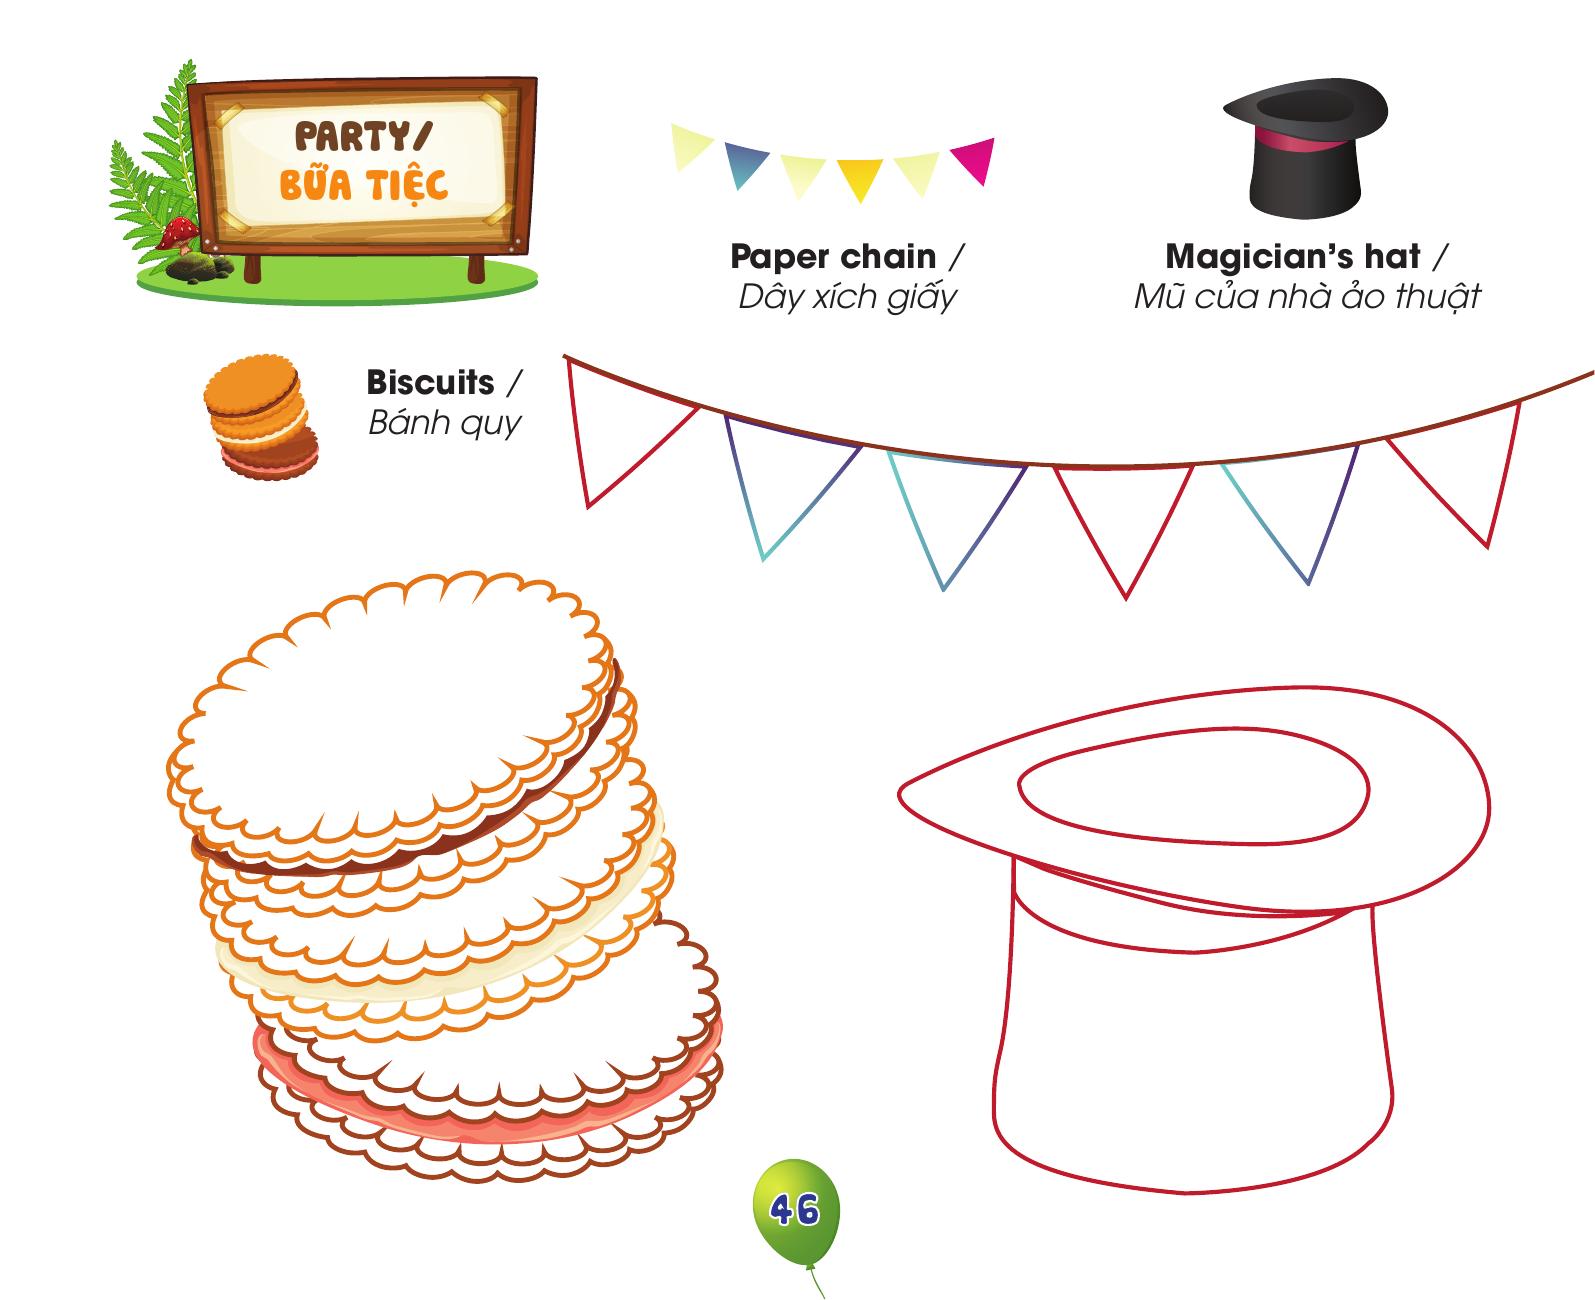 PARTY/
BỮA TIỆC
Paper chain /
Dây xích giấy
Magician’s hat /
Mũ của nhà ảo thuật
Biscuits /
Bánh quy
46